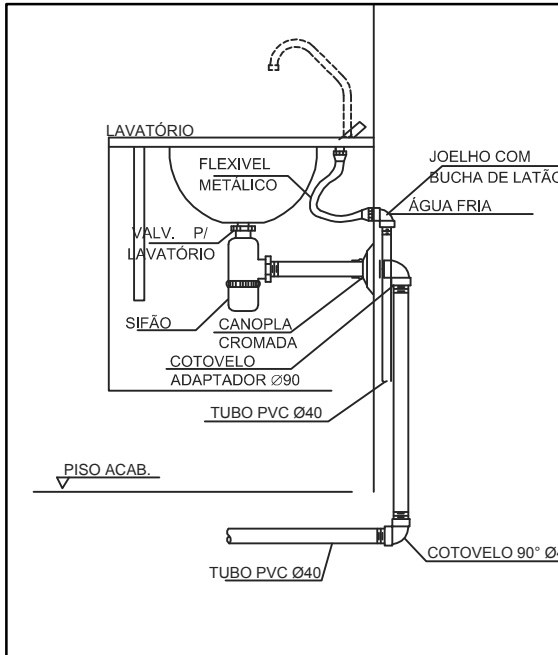 LAVATÓRIO
FLEXIVEL
METÁLICO
JOELHO COM
BUCHA DE LATÃO
ÁGUA FRIA
VALV. P/
LAVATÓRIO
SIFÃO
CANOPLA
CROMADA
COTOVELO
ADAPTADOR Ø90
TUBO PVC Ø40
PISO ACAB.
COTOVELO 90° Ø4
TUBO PVC Ø40